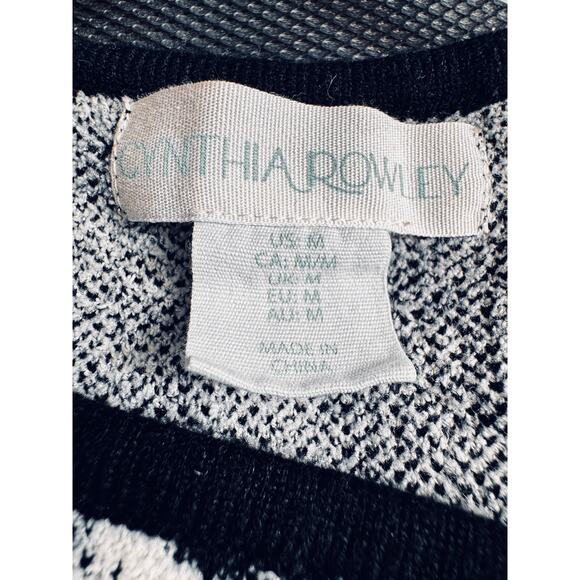 CYNTHIA ROWLEY
US: M
CA: M/M
UK: M
EU: M
AU: M
MADE IN
CHINA